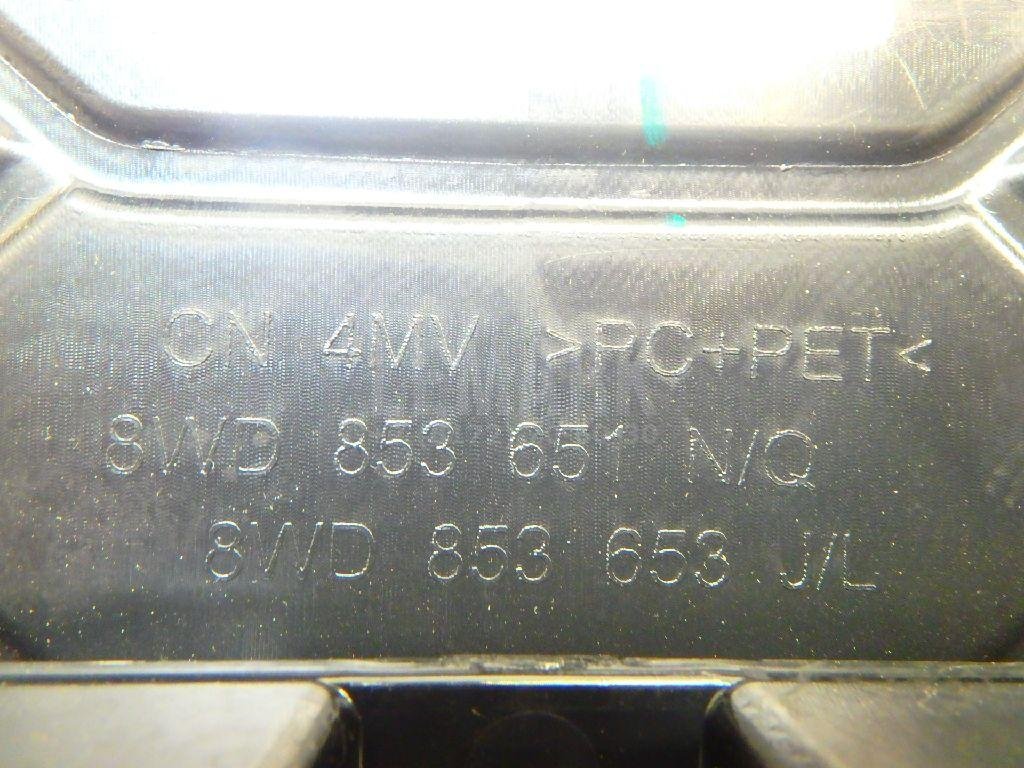 CN 4MV >PC+PET<
8WD 853 651 N/Q
8WD 853 653 J/L